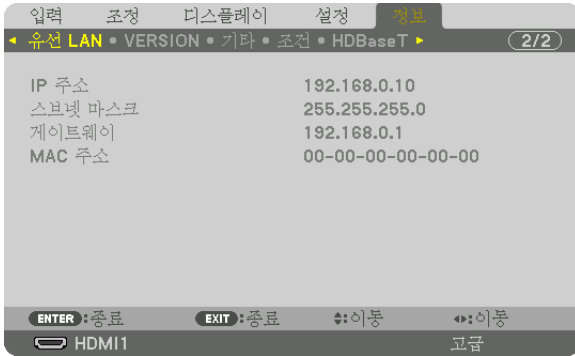 입력 조정 디스플레이 설정 정보
◂ 유선 LAN • VERSION • 기타 • 조건 • HDBaseT ▸ 2/2
IP 주소 192.168.0.10
스브넷 마스크 255.255.255.0
게이트웨이 192.168.0.1
MAC 주소 00-00-00-00-00-00
ENTER :종료 EXIT :종료 :이동 :이동
HDMI1 고급